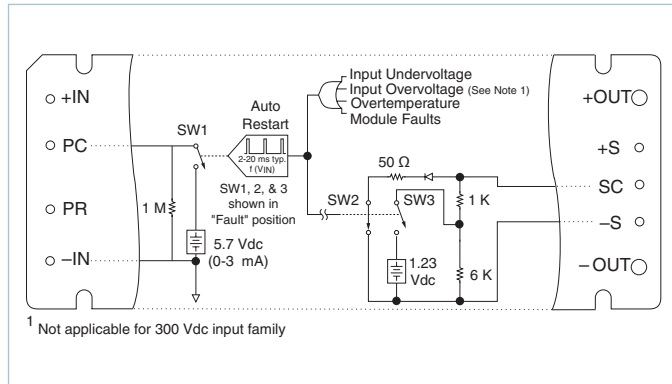 Input Undervoltage
Input Overvoltage (See Note 1)
Overtemperature
Module Faults
+IN
PC
PR
–IN
SW1
Auto
Restart
2-20 ms typ.
f (VIN)
SW1, 2, & 3
shown in
"Fault" position
1 M
5.7 Vdc
(0-3 mA)
50 Ω
SW2
SW3
1 K
1.23
Vdc
6 K
+OUT
+S
SC
–S
–OUT
1 Not applicable for 300 Vdc input family